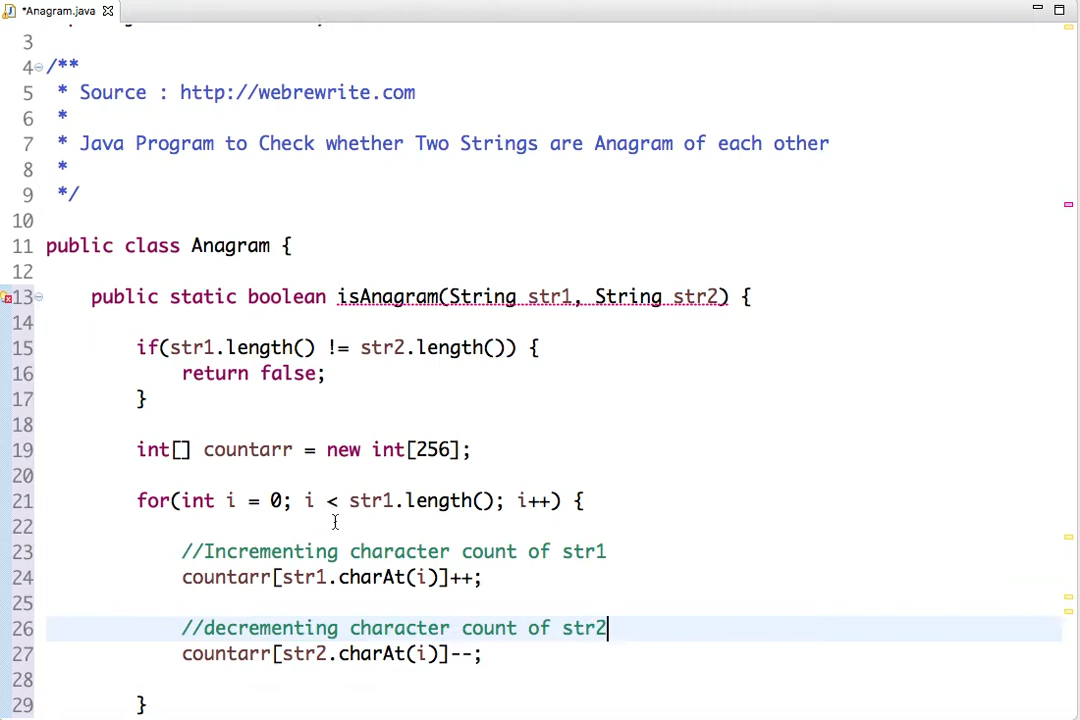 *Anagram.java
3
4 /**
5 * Source : http://webrewrite.com
6 *
7 * Java Program to Check whether Two Strings are Anagram of each other
8 *
9 */
10
11 public class Anagram {
12
13 public static boolean isAnagram(String str1, String str2) {
14
15 if(str1.length() != str2.length()) {
16 return false;
17 }
18
19 int[] countarr = new int[256];
20
21 for(int i = 0; i < str1.length(); i++) {
22
23 //Incrementing character count of str1
24 countarr[str1.charAt(i)]++;
25
26 //decrementing character count of str2
27 countarr[str2.charAt(i)]--;
28
29 }